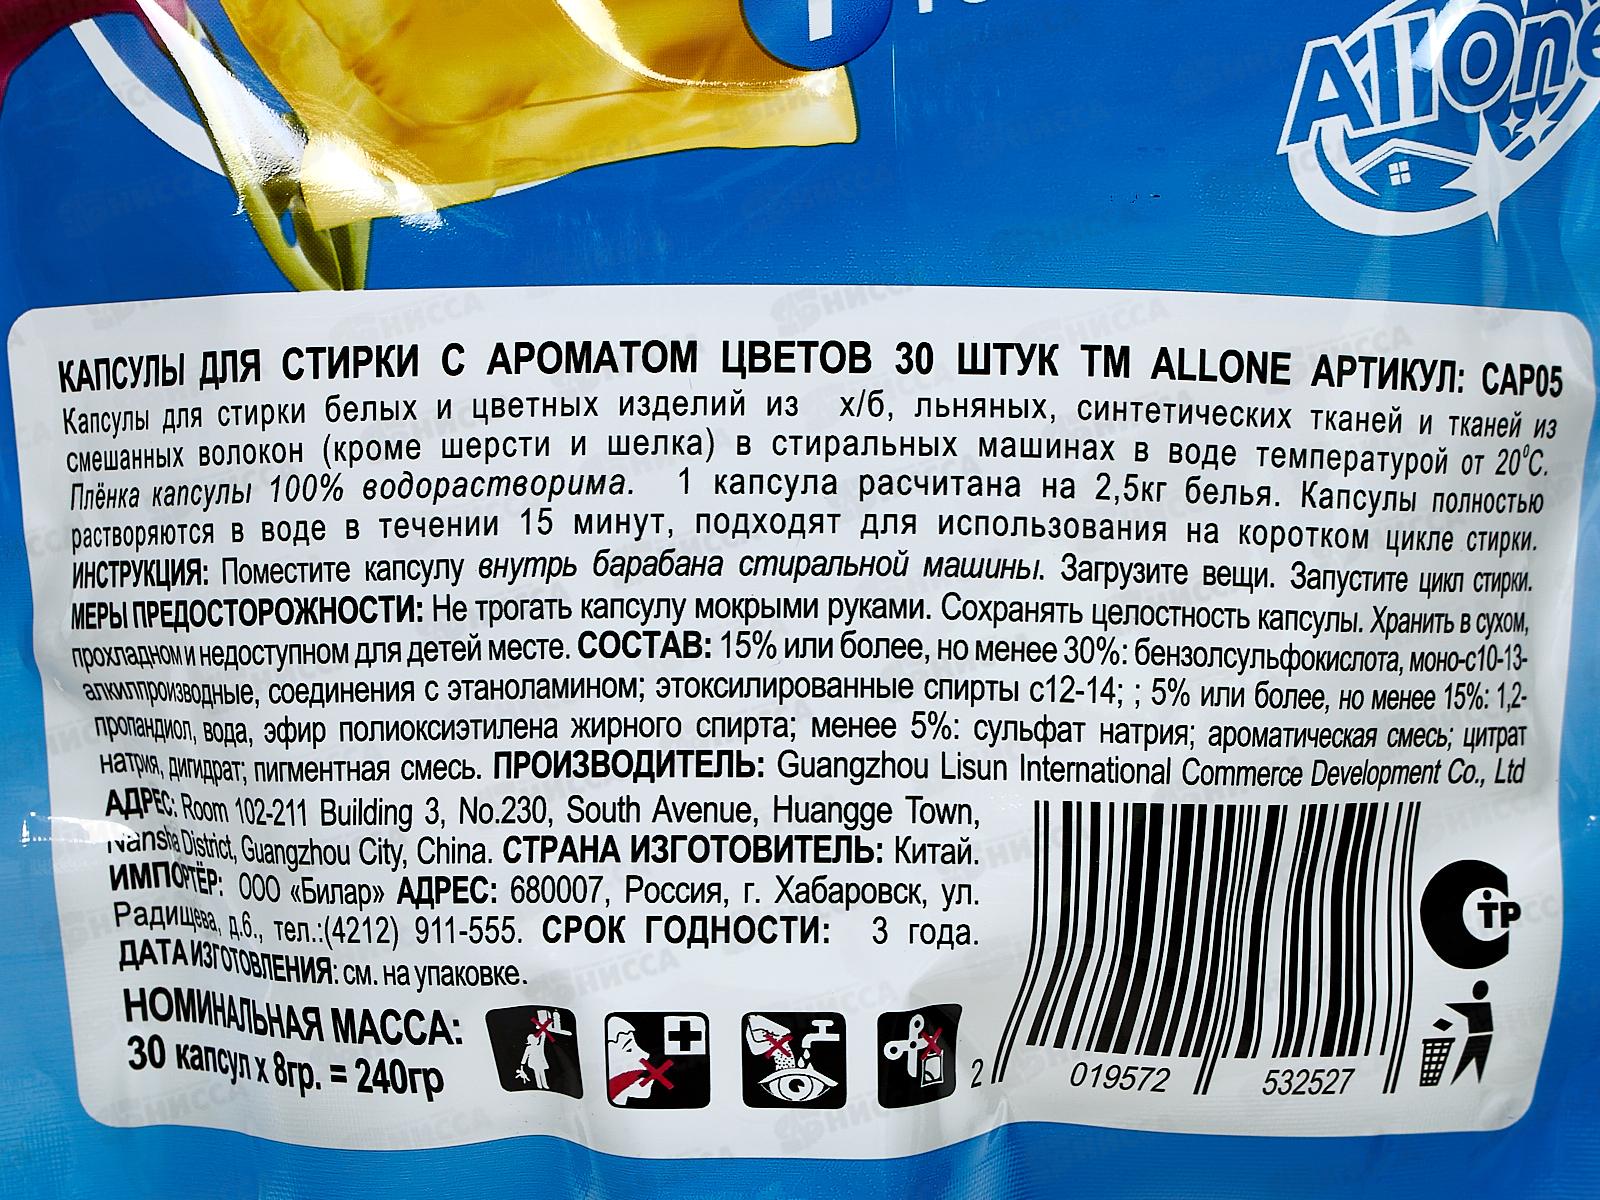 AllOne
КАПСУЛЫ ДЛЯ СТИРКИ С АРОМАТОМ ЦВЕТОВ 30 ШТУК ТМ ALLONE АРТИКУЛ: CAP05
Капсулы для стирки белых и цветных изделий из х/б, льняных, синтетических тканей и тканей из
смешанных волокон (кроме шерсти и шелка) в стиральных машинах в воде температурой от 20°C.
Плёнка капсулы 100% водорастворима. 1 капсула расчитана на 2,5кг белья. Капсулы полностью
растворяются в воде в течении 15 минут, подходят для использования на коротком цикле стирки.
ИНСТРУКЦИЯ: Поместите капсулу внутрь барабана стиральной машины. Загрузите вещи. Запустите цикл стирки.
МЕРЫ ПРЕДОСТОРОЖНОСТИ: Не трогать капсулу мокрыми руками. Сохранять целостность капсулы. Хранить в сухом,
прохладном и недоступном для детей месте. СОСТАВ: 15% или более, но менее 30%: бензолсульфокислота, моно-с10-13-
алкилпроизводные, соединения с этаноламином; этоксилированные спирты с12-14; ; 5% или более, но менее 15%: 1,2-
пропандиол, вода, эфир полиоксиэтилена жирного спирта; менее 5%: сульфат натрия; ароматическая смесь; цитрат
натрия, дигидрат; пигментная смесь. ПРОИЗВОДИТЕЛЬ: Guangzhou Lisun International Commerce Development Co., Ltd
АДРЕС: Room 102-211 Building 3, No.230, South Avenue, Huangge Town,
Nansha District, Guangzhou City, China. СТРАНА ИЗГОТОВИТЕЛЬ: Китай.
ИМПОРТЁР: ООО «Билар» АДРЕС: 680007, Россия, г. Хабаровск, ул.
Радищева, д.6., тел.:(4212) 911-555. СРОК ГОДНОСТИ: 3 года.
ДАТА ИЗГОТОВЛЕНИЯ: см. на упаковке.
НОМИНАЛЬНАЯ МАССА:
30 капсул х 8гр. = 240гр
2 019572 532527
СТР